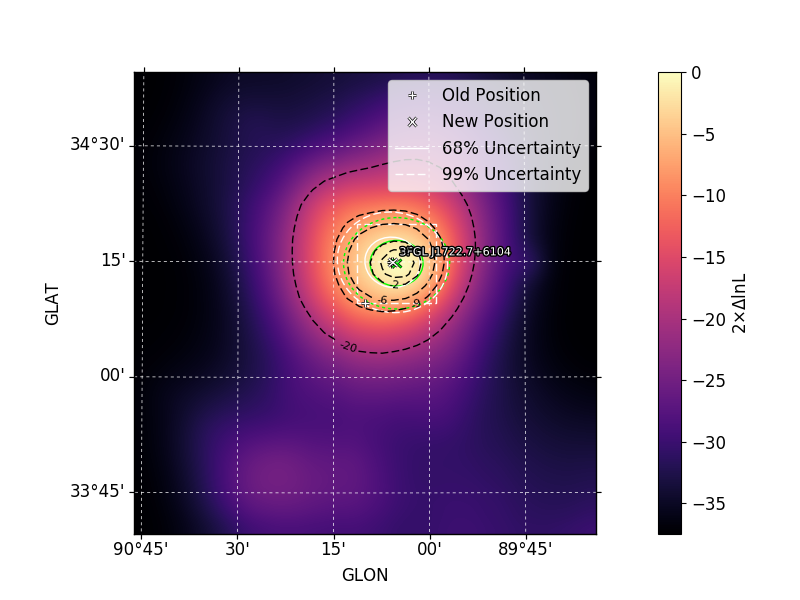 Old Position
New Position
68% Uncertainty
99% Uncertainty
34°30'
15'
00'
33°45'
GLAT
3FGL J1722.7+6104
-2
-6
-9
-20
90°45'
30'
15'
00'
89°45'
GLON
0
−5
−10
−15
−20
−25
−30
−35
2×ΔlnL